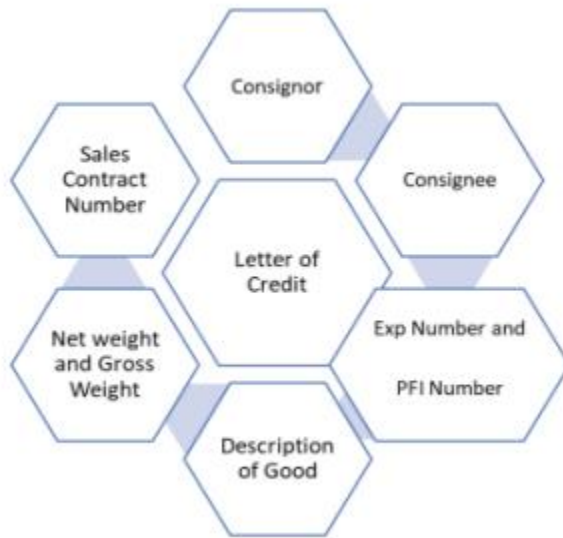 Consignor
Sales
Contract
Number
Consignee
Letter of
Credit
Exp Number and
PFI Number
Net weight
and Gross
Weight
Description
of Good